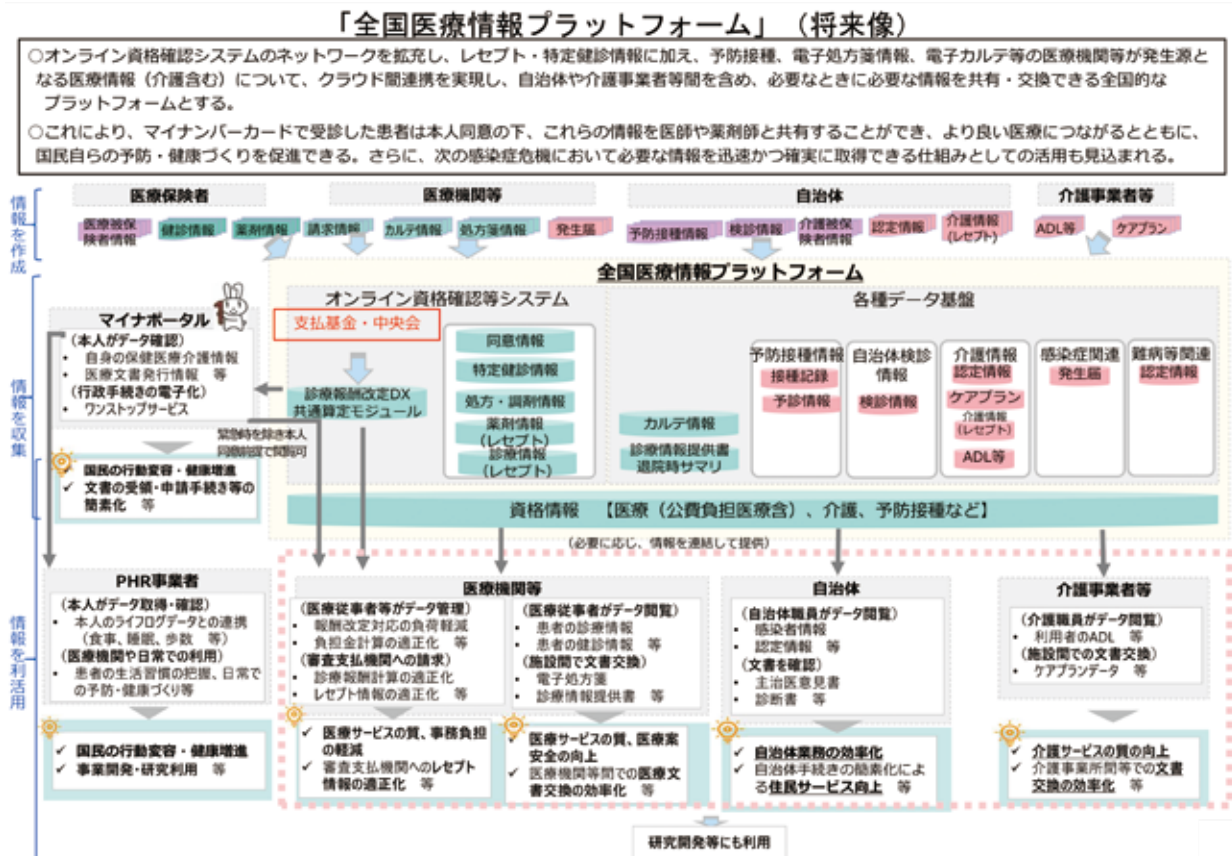 「全国医療情報プラットフォーム」（将来像）
○オンライン資格確認システムのネットワークを拡充し、レセプト・特定健診情報に加え、予防接種、電子処方箋情報、電子カルテ等の医療機関等が発生源と
なる医療情報（介護含む）について、クラウド間連携を実現し、自治体や介護事業者等間を含め、必要なときに必要な情報を共有・交換できる全国的な
プラットフォームとする。
○これにより、マイナンバーカードで受診した患者は本人同意の下、これらの情報を医師や薬剤師と共有することができ、より良い医療につながるとともに、
国民自らの予防・健康づくりを促進できる。さらに、次の感染症危機において必要な情報を迅速かつ確実に取得できる仕組みとしての活用も見込まれる。
情報を作成
医療保険者
医療被保
険者情報
健診情報
薬剤情報
医療機関等
請求情報
カルテ情報
処方箋情報
発生届
自治体
予防接種情報
検診情報
介護被保
険者情報
認定情報
介護情報
(レセプト)
介護事業者等
ADL等
ケアプラン
情報を収集
全国医療情報プラットフォーム
マイナポータル
(本人がデータ確認)
• 自身の保健医療介護情報
• 医療文書発行情報 等
(行政手続きの電子化)
• ワンストップサービス
国民の行動変容・健康増進
✓ 文書の受領・申請手続き等の
簡素化 等
オンライン資格確認等システム
支払基金・中央会
診療報酬改定DX
共通算定モジュール
緊急時を除き本人
同意前提で閲覧可
同意情報
特定健診情報
処方・調剤情報
薬剤情報
(レセプト)
診療情報
(レセプト)
各種データ基盤
カルテ情報
診療情報提供書
退院時サマリ
予防接種情報
接種記録
予診情報
自治体検診
情報
検診情報
介護情報
認定情報
ケアプラン
介護情報
(レセプト)
ADL等
感染症関連
発生届
難病等関連
認定情報
資格情報 【医療（公費負担医療含）、介護、予防接種など】
(必要に応じ、情報を連結して提供)
情報を利活用
PHR事業者
(本人がデータ取得・確認)
• 本人のライフログデータとの連携
(食事、睡眠、歩数 等)
(医療機関や日常での利用)
• 患者の生活習慣の把握、日常で
の予防・健康づくり等
✓ 国民の行動変容・健康増進
✓ 事業開発・研究利用 等
医療機関等
(医療従事者等がデータ管理)
• 報酬改定対応の負荷軽減
• 負担金計算の適正化 等
(審査支払機関への請求)
• 診療報酬計算の適正化
• レセプト情報の適正化 等
✓ 医療サービスの質、事務負担
の軽減
✓ 審査支払機関へのレセプト
情報の適正化 等
(医療従事者がデータ閲覧)
• 患者の診療情報
• 患者の健診情報 等
(施設間で文書交換)
• 電子処方箋
• 診療情報提供書 等
✓ 医療サービスの質、医療案
安全の向上
✓ 医療機関等間での医療文
書交換の効率化 等
自治体
(自治体職員がデータ閲覧)
• 感染者情報
• 認定情報 等
(文書を確認)
• 主治医意見書
• 診断書 等
✓ 自治体業務の効率化
✓ 自治体手続きの簡素化によ
る住民サービス向上 等
介護事業者等
(介護職員がデータ閲覧)
• 利用者のADL 等
(施設間での文書交換)
• ケアプランデータ 等
✓ 介護サービスの質の向上
✓ 介護事業所間等での文書
交換の効率化 等
研究開発等にも利用